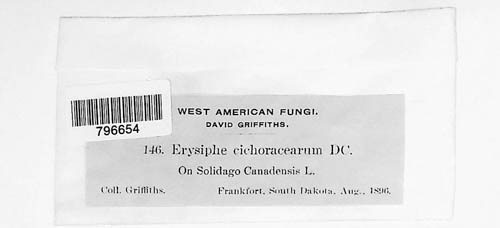 WEST AMERICAN FUNGI.
DAVID GRIFFITHS.
796654
146. Erysiphe cichoracearum DC.
On Solidago Canadensis L.
Coll. Griffiths. Frankfort, South Dakota, Aug., 1896.